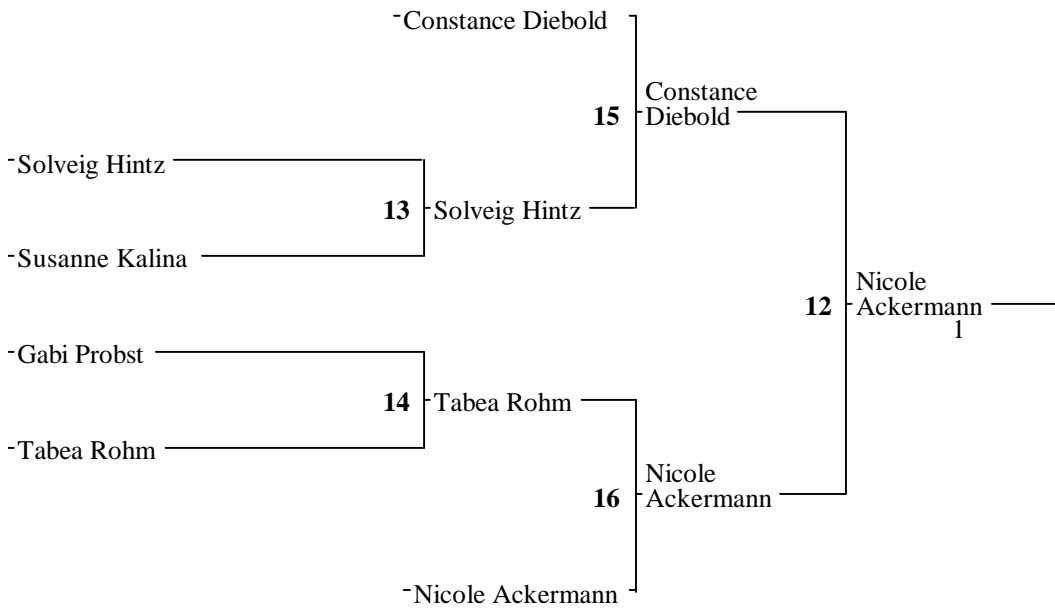 Constance Diebold
15
Constance
Diebold
Solveig Hintz
13 Solveig Hintz
Susanne Kalina
12
Nicole
Ackermann
1
Gabi Probst
14 Tabea Rohm
Tabea Rohm
16
Nicole
Ackermann
Nicole Ackermann